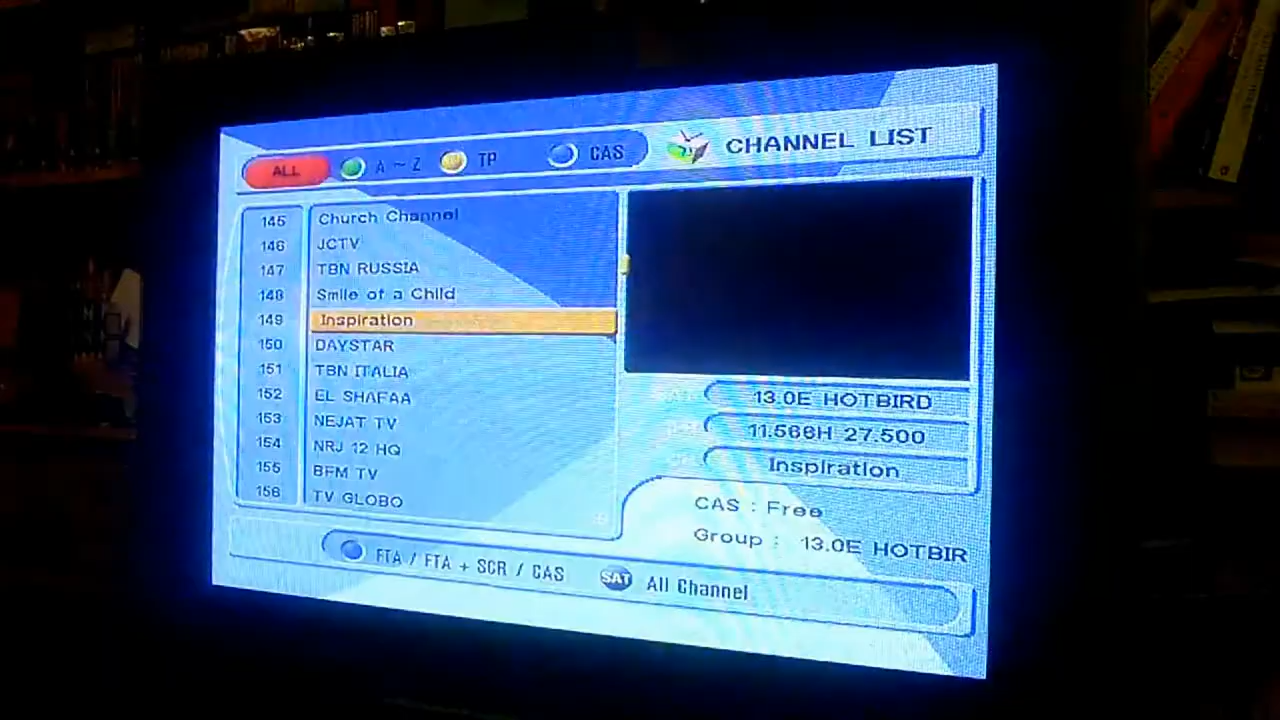 ALL A ~ Z TP CAS CHANNEL LIST
145 Church Channel
146 JCTV
147 TBN RUSSIA
148 Smile of a Child
149 Inspiration
150 DAYSTAR
151 TBN ITALIA
152 EL SHAFAA
153 NEJAT TV
154 NRJ 12 HQ
155 BFM TV
156 TV GLOBO
13.0E HOTBIRD
11.566H 27.500
Inspiration
CAS : Free
Group : 13.0E HOTBIR
FTA / FTA + SCR / CAS SAT All Channel